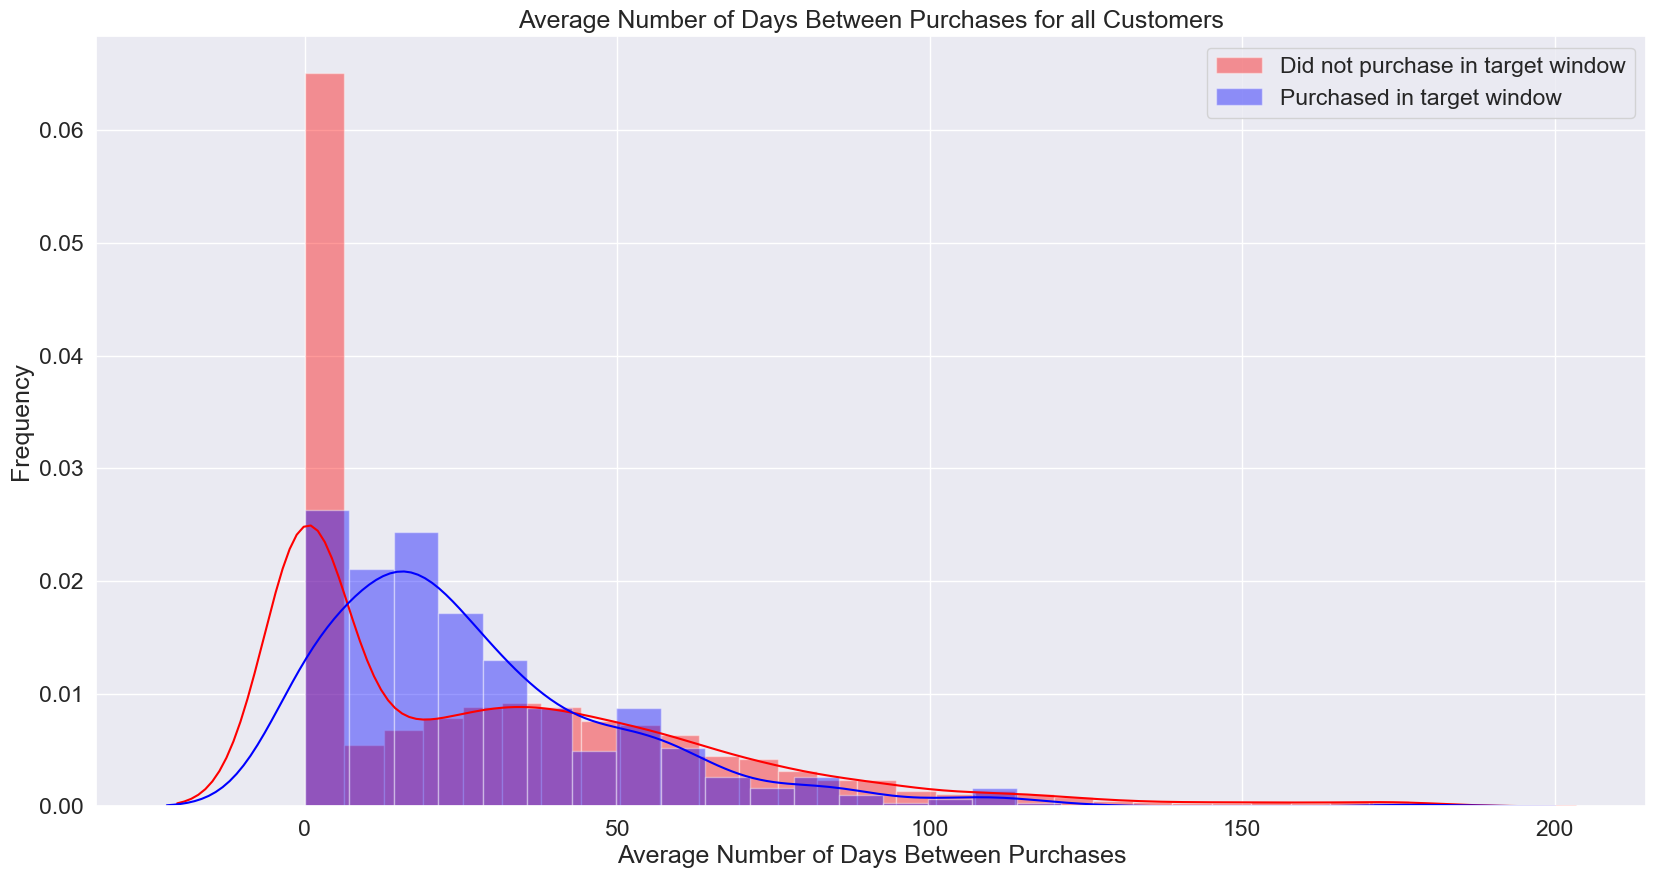 Average Number of Days Between Purchases for all Customers
Did not purchase in target window
Purchased in target window
Frequency
0.06
0.05
0.04
0.03
0.02
0.01
0.00
0 50 100 150 200
Average Number of Days Between Purchases